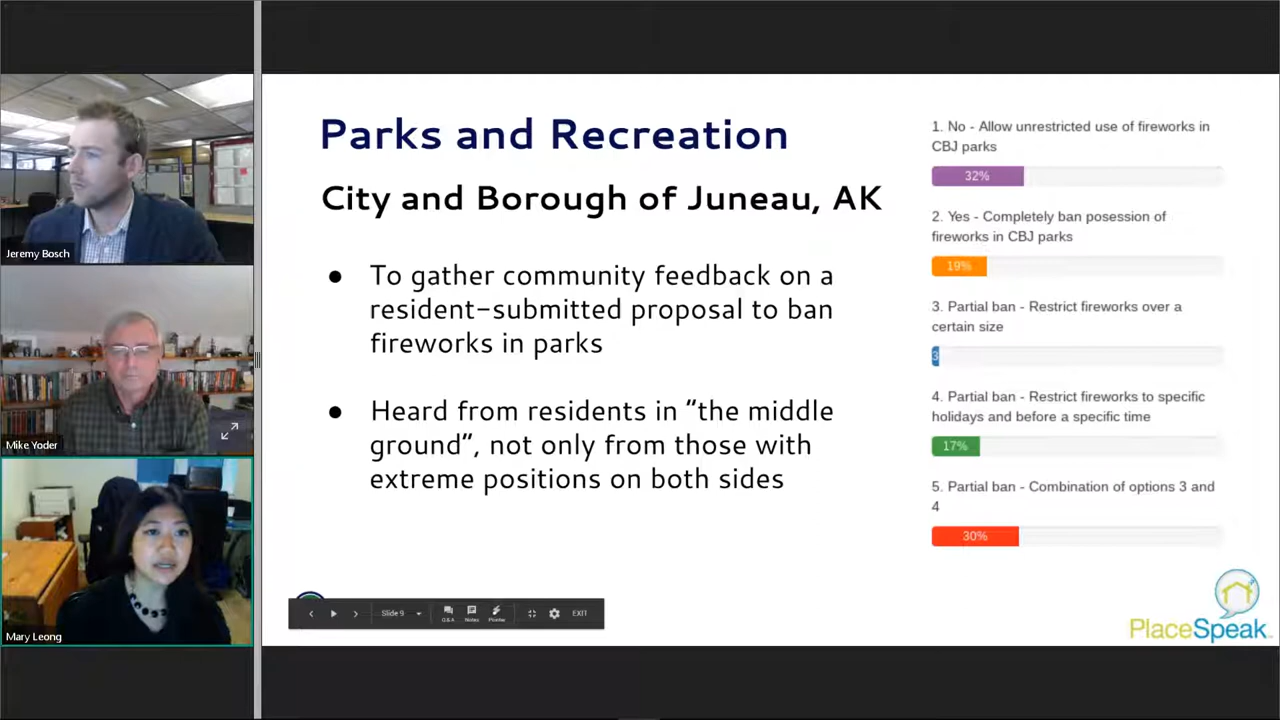 Jeremy Bosch
Mike Yoder
Mary Leong
Parks and Recreation
City and Borough of Juneau, AK
● To gather community feedback on a
resident-submitted proposal to ban
fireworks in parks
● Heard from residents in “the middle
ground”, not only from those with
extreme positions on both sides
1. No - Allow unrestricted use of fireworks in
CBJ parks
32%
2. Yes - Completely ban posession of
fireworks in CBJ parks
19%
3. Partial ban - Restrict fireworks over a
certain size
3
4. Partial ban - Restrict fireworks to specific
holidays and before a specific time
17%
5. Partial ban - Combination of options 3 and
4
30%
Slide 9
Q&A
Notes
Pointer
EXIT
PlaceSpeak